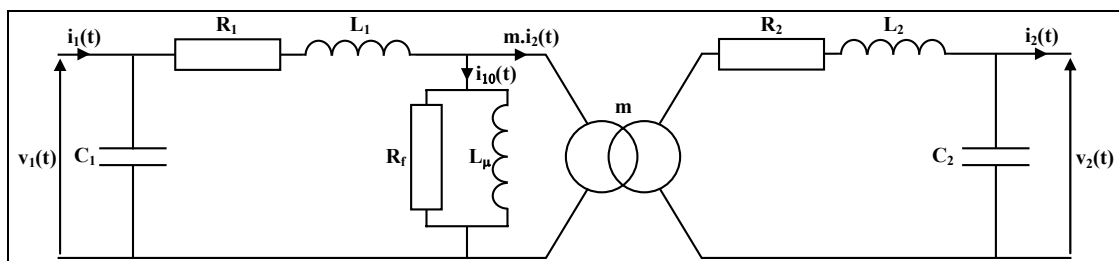 R₁ L₁ R₂ L₂
i₁(t) m.i₂(t) i₂(t)
i₁₀(t)
m
v₁(t) C₁ R_f L_μ C₂ v₂(t)